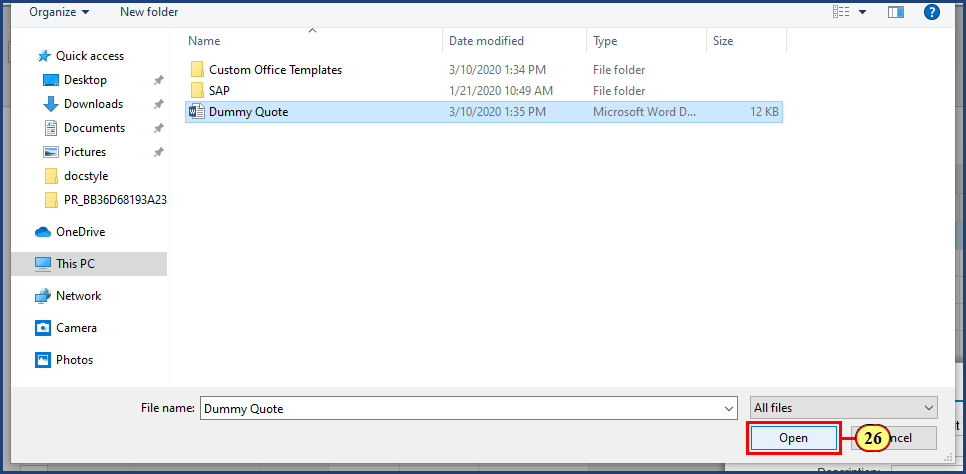 Organize New folder ?
Name Date modified Type Size
Quick access
Custom Office Templates 3/10/2020 1:34 PM File folder
Desktop
SAP 1/21/2020 10:49 AM File folder
Downloads
Dummy Quote 3/10/2020 1:35 PM Microsoft Word D... 12 KB
Documents
Pictures
docstyle
PR_BB36D68193A23
OneDrive
This PC
Network
Camera
Photos
File name: Dummy Quote All files
Open 26 ncel